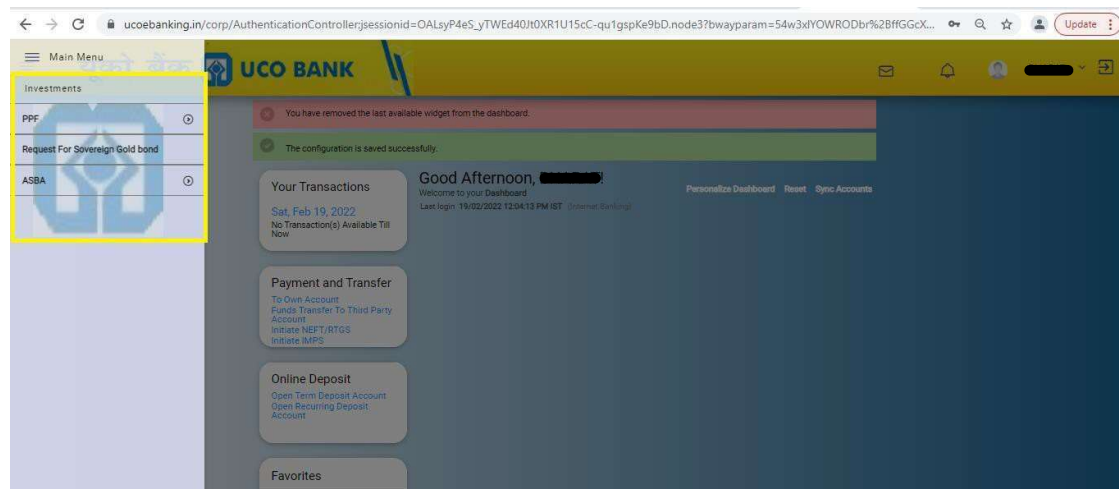 ucoebanking.in/corp/AuthenticationController;jsessionid=OALsyP4eS_yTWEd40Jt0XR1U15cC-qu1gspKe9bD.node3?bwayparam=54w3xlYOWRODbr%2BffGGcX...
Update
Main Menu
यूको बैंक
UCO BANK
Investments
PPF
Request For Sovereign Gold bond
ASBA
You have removed the last available widget from the dashboard.
The configuration is saved successfully.
Your Transactions
Sat, Feb 19, 2022
No Transaction(s) Available Till
Now
Good Afternoon,
Welcome to your Dashboard
Last login 19/02/2022 12:04:13 PM IST (Internet Banking)
Personalize Dashboard Reset Sync Accounts
Payment and Transfer
To Own Account
Funds Transfer To Third Party
Account
Initiate NEFT/RTGS
Initiate IMPS
Online Deposit
Open Term Deposit Account
Open Recurring Deposit
Account
Favorites